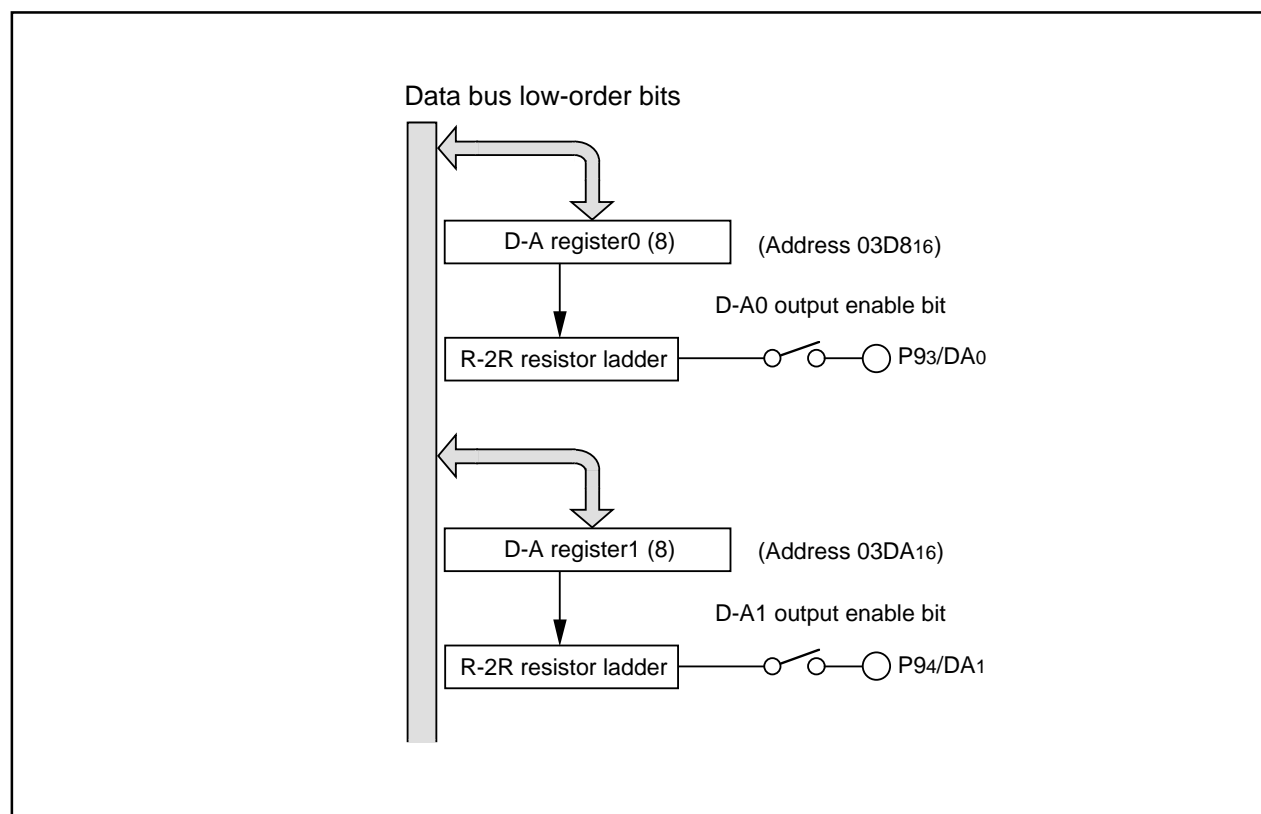 Data bus low-order bits
D-A register0 (8) (Address 03D816)
D-A0 output enable bit
R-2R resistor ladder P93/DA0
D-A register1 (8) (Address 03DA16)
D-A1 output enable bit
R-2R resistor ladder P94/DA1